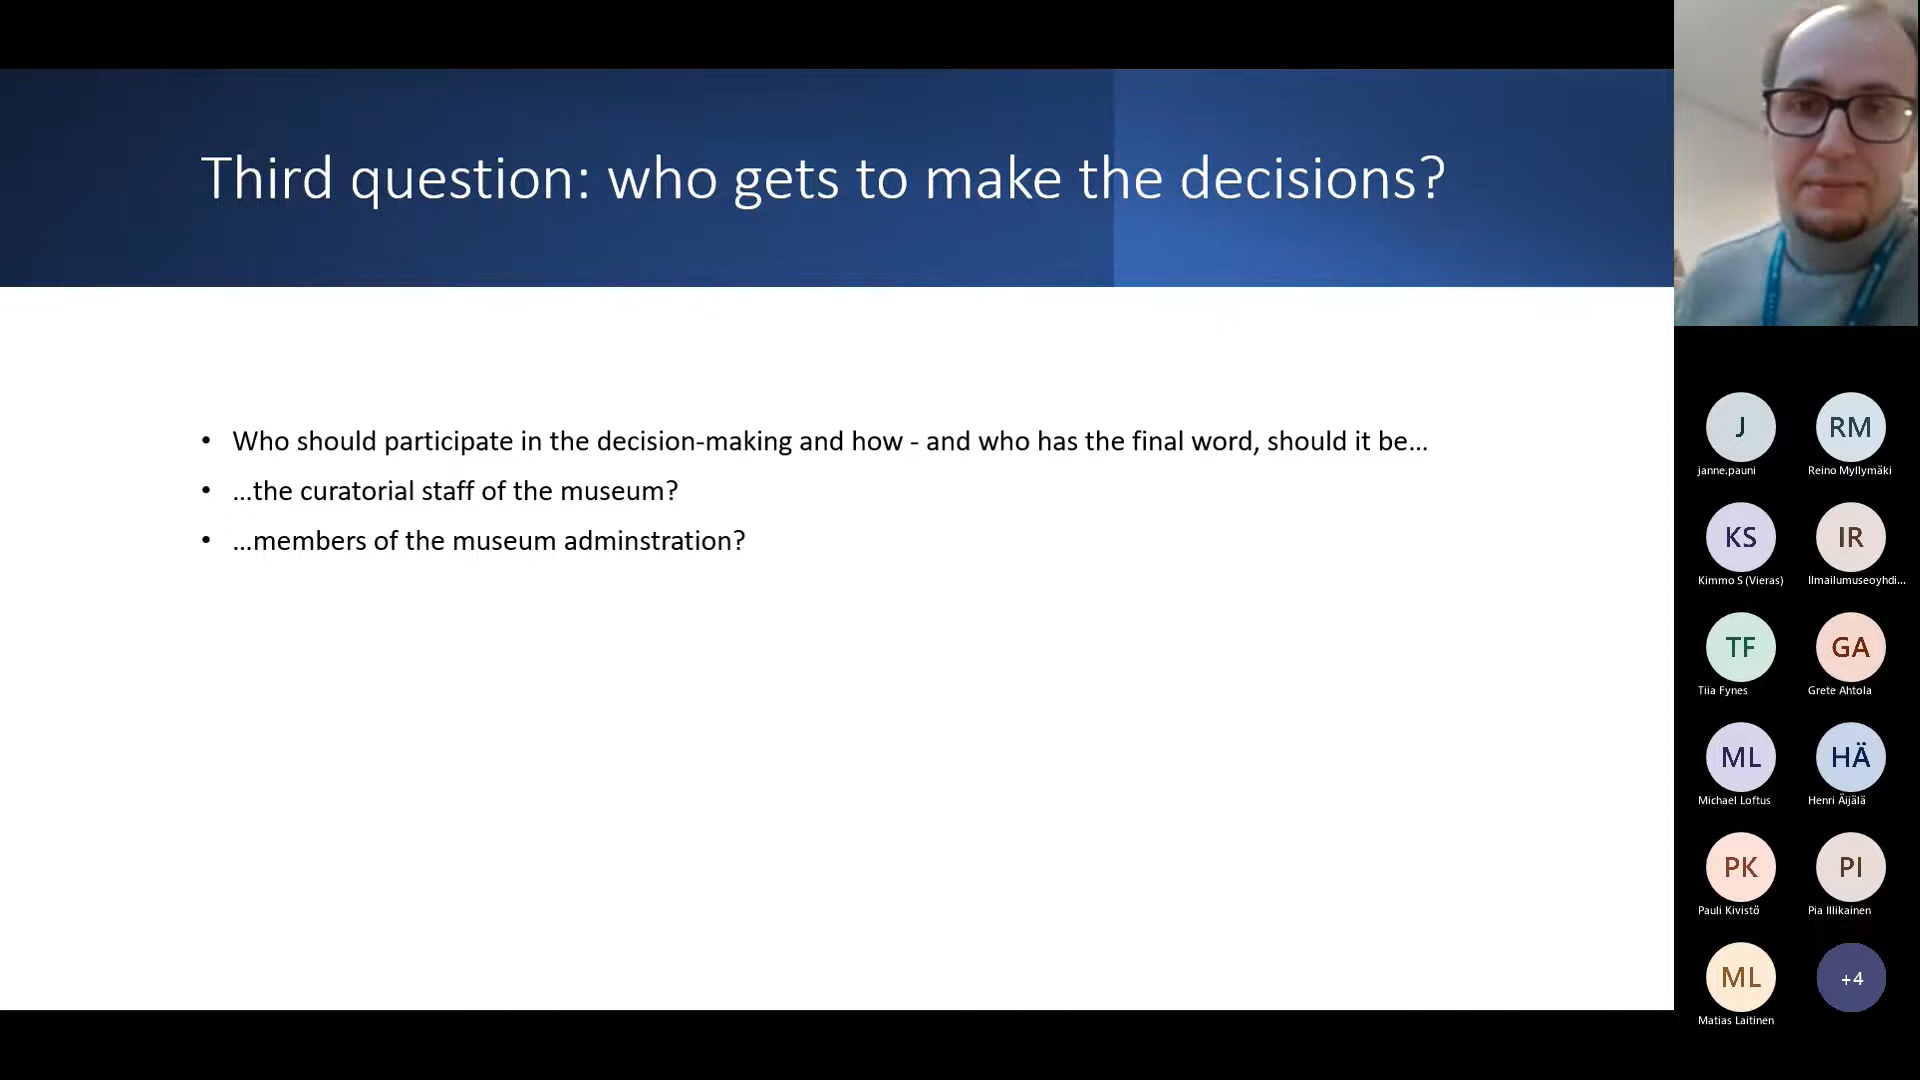 Third question: who gets to make the decisions?
• Who should participate in the decision-making and how - and who has the final word, should it be...
• ...the curatorial staff of the museum?
• ...members of the museum adminstration?
J
janne.pauni
RM
Reino Myllymäki
KS
Kimmo S (Vieras)
IR
Ilmailumuseoyhdi...
TF
Tiia Fynes
GA
Grete Ahtola
ML
Michael Loftus
HÄ
Henri Äijälä
PK
Pauli Kivistö
PI
Pia Illikainen
ML
Matias Laitinen
+4